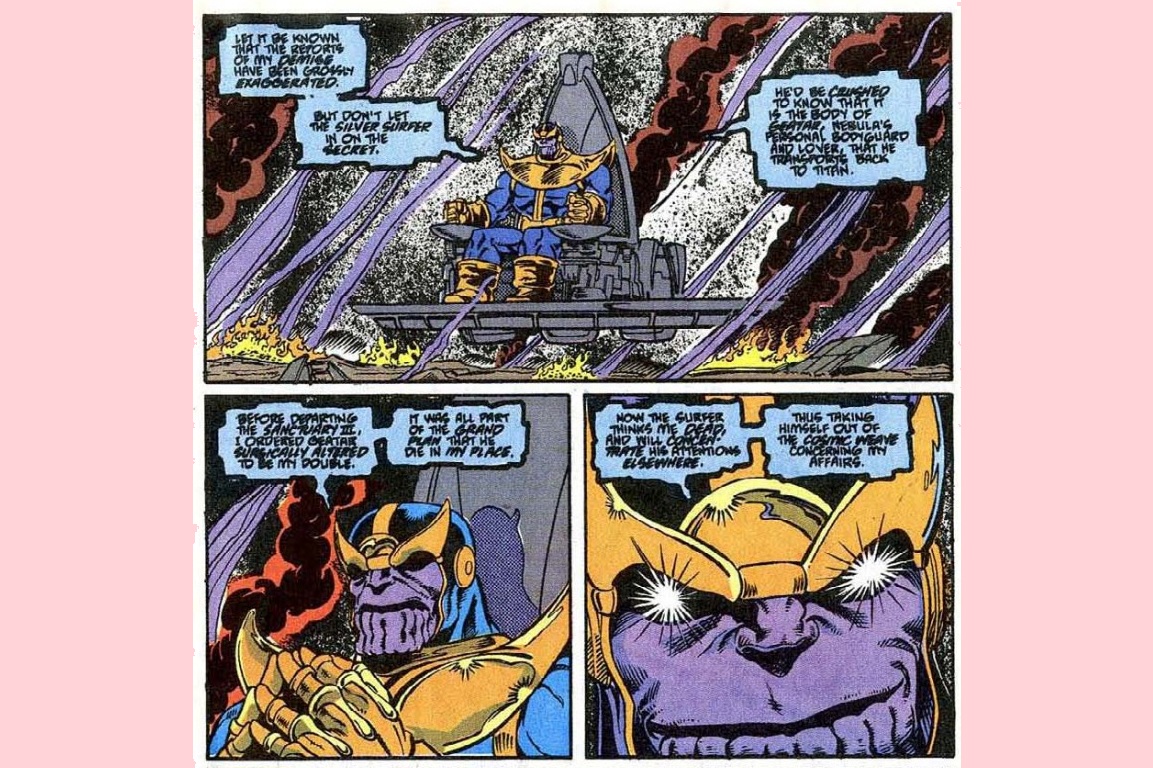 LET IT BE KNOWN
THAT THE REPORTS
OF MY DEMISE
HAVE BEEN GROSSLY
EXAGGERATED.
BUT DON'T LET
THE SILVER SURFER
IN ON THE
SECRET.
HE'D BE CRUSHED
TO KNOW THAT IT
IS THE BODY OF
GEATAR, NEBULA'S
PERSONAL BODYGUARD
AND LOVER, THAT HE
TRANSPORTS BACK
TO TITAN.
BEFORE DEPARTING
THE SANCTUARY III,
I ORDERED GEATAR
SURGICALLY ALTERED
TO BE MY DOUBLE.
IT WAS ALL PART
OF THE GRAND
PLAN THAT HE
DIE IN MY PLACE.
NOW THE SURFER
THINKS ME DEAD,
AND WILL CONCEN-
TRATE HIS ATTENTIONS
ELSEWHERE.
THUS TAKING
HIMSELF OUT OF
THE COSMIC WEAVE
CONCERNING MY
AFFAIRS.